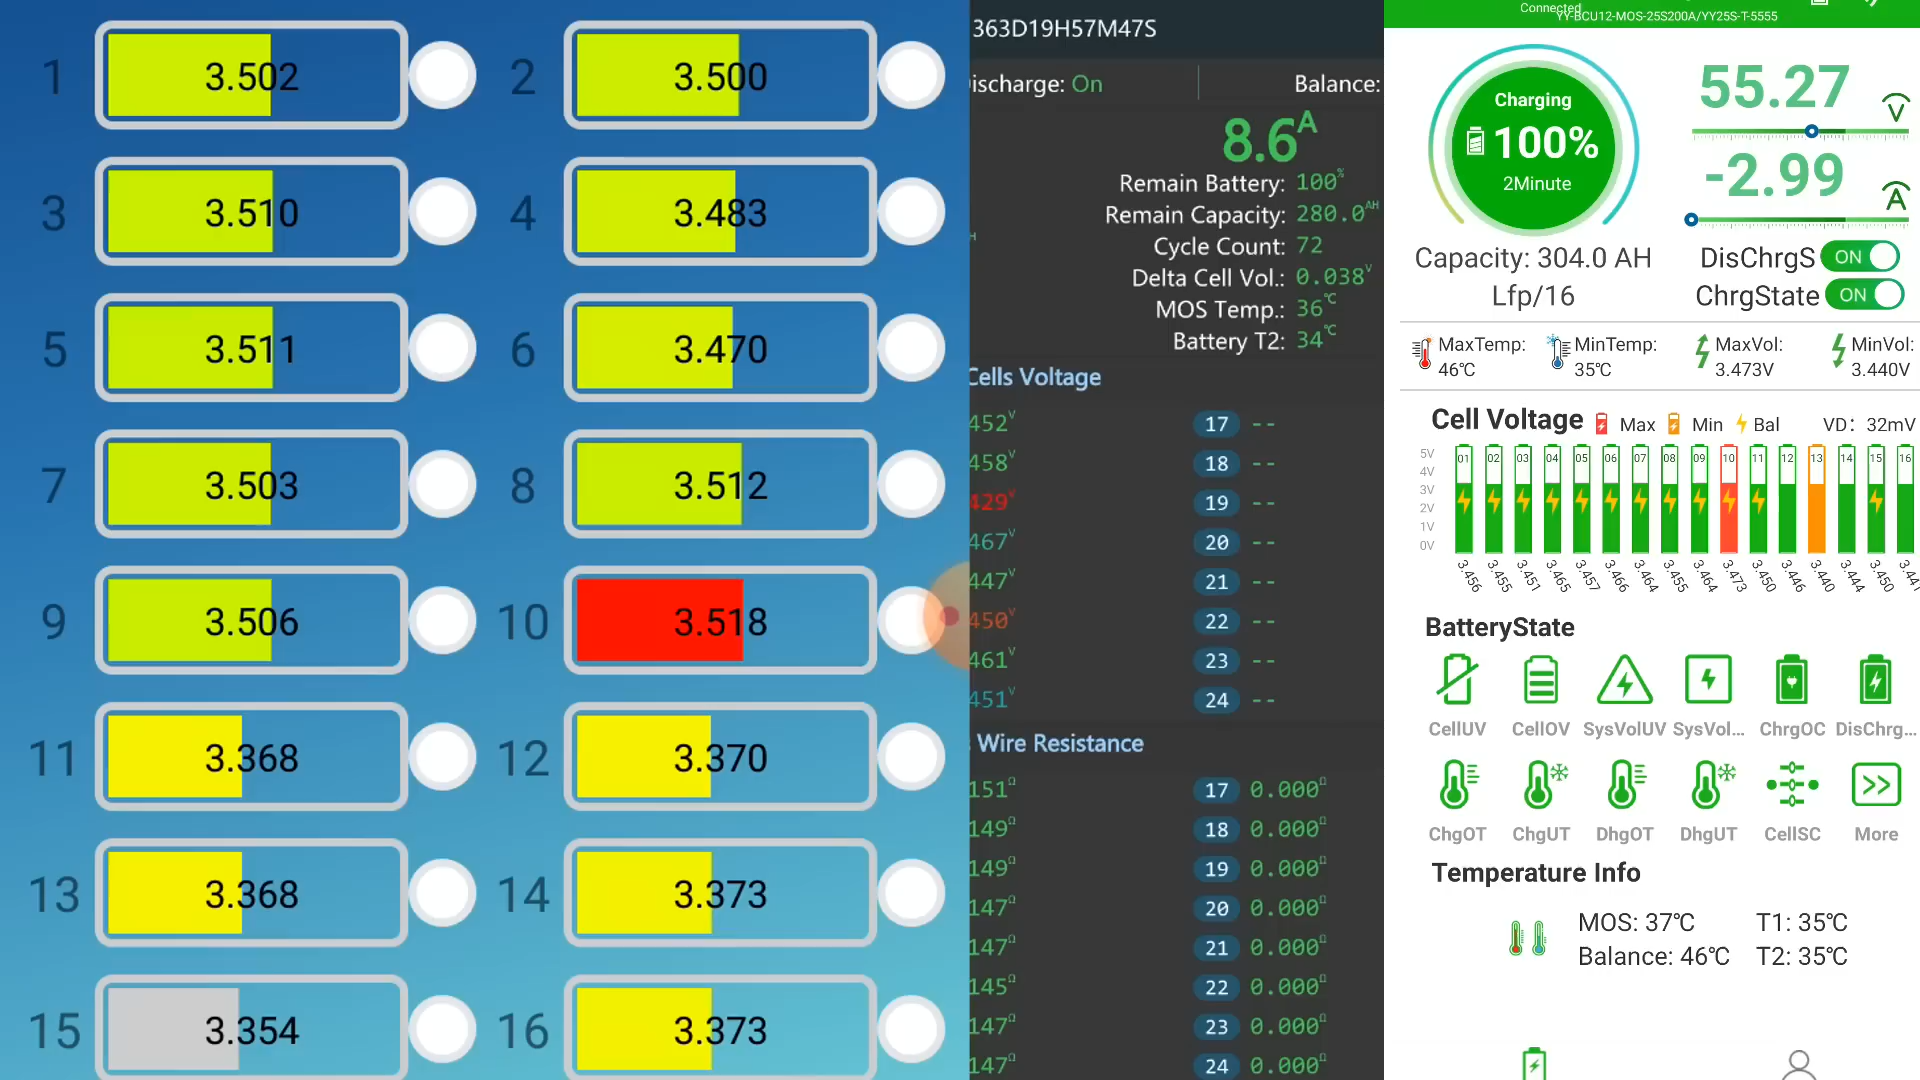 1 3.502 2 3.500
3 3.510 4 3.483
5 3.511 6 3.470
7 3.503 8 3.512
9 3.506 10 3.518
11 3.368 12 3.370
13 3.368 14 3.373
15 3.354 16 3.373
363D19H57M47S
ischarge: On Balance:
8.6A
Remain Battery: 100%
Remain Capacity: 280.0AH
H
Cycle Count: 72
Delta Cell Vol.: 0.038V
MOS Temp.: 36℃
Battery T2: 34℃
Cells Voltage
452V 17 --
458V 18 --
429V 19 --
467V 20 --
447V 21 --
450V 22 --
461V 23 --
451V 24 --
Wire Resistance
151Ω 17 0.000Ω
149Ω 18 0.000Ω
149Ω 19 0.000Ω
147Ω 20 0.000Ω
147Ω 21 0.000Ω
145Ω 22 0.000Ω
147Ω 23 0.000Ω
147Ω 24 0.000Ω
Connected
YY-BCU12-MOS-25S200A/YY25S-T-5555
Charging
100%
2Minute
55.27 V
-2.99 A
Capacity: 304.0 AH
Lfp/16
DisChrgS ON
ChrgState ON
MaxTemp: 46℃
MinTemp: 35℃
MaxVol: 3.473V
MinVol: 3.440V
Cell Voltage Max Min Bal VD: 32mV
5V
4V
3V
2V
1V
0V
01 02 03 04 05 06 07 08 09 10 11 12 13 14 15 16
3.456 3.455 3.451 3.465 3.457 3.466 3.464 3.455 3.464 3.473 3.450 3.446 3.440 3.444 3.450 3.441
BatteryState
CellUV CellOV SysVolUV SysVol... ChrgOC DisChrg...
ChgOT ChgUT DhgOT DhgUT CellSC More
Temperature Info
MOS: 37℃ T1: 35℃
Balance: 46℃ T2: 35℃